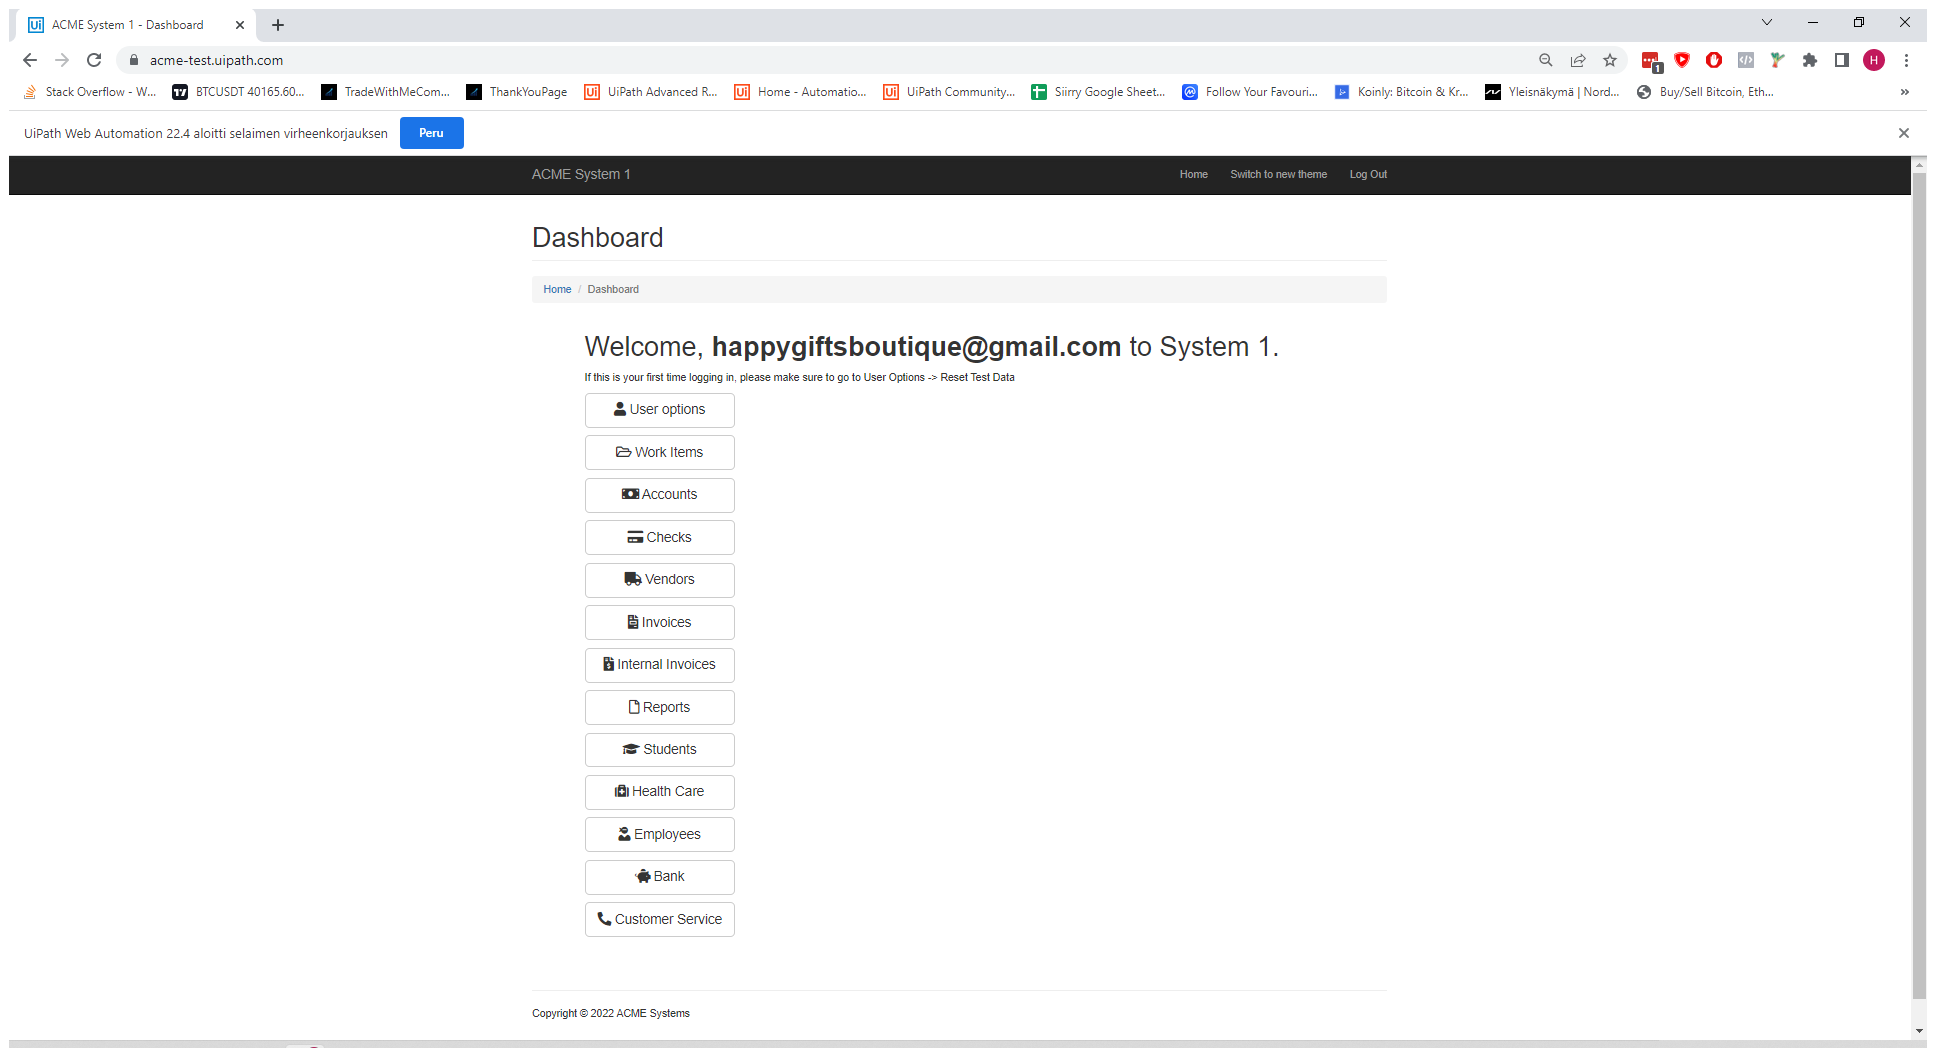 ACME System 1 - Dashboard
acme-test.uipath.com
1
H
Stack Overflow - W... BTCUSDT 40165.60... TradeWithMeCom... ThankYouPage UiPath Advanced R... Home - Automatio... UiPath Community... Siirry Google Sheet... Follow Your Favouri... Koinly: Bitcoin & Kr... Yleisnäkymä | Nord... Buy/Sell Bitcoin, Eth... »
UiPath Web Automation 22.4 aloitti selaimen virheenkorjauksen Peru
ACME System 1 Home Switch to new theme Log Out
Dashboard
Home / Dashboard
Welcome, happygiftsboutique@gmail.com to System 1.
If this is your first time logging in, please make sure to go to User Options -> Reset Test Data
User options
Work Items
Accounts
Checks
Vendors
Invoices
Internal Invoices
Reports
Students
Health Care
Employees
Bank
Customer Service
Copyright © 2022 ACME Systems